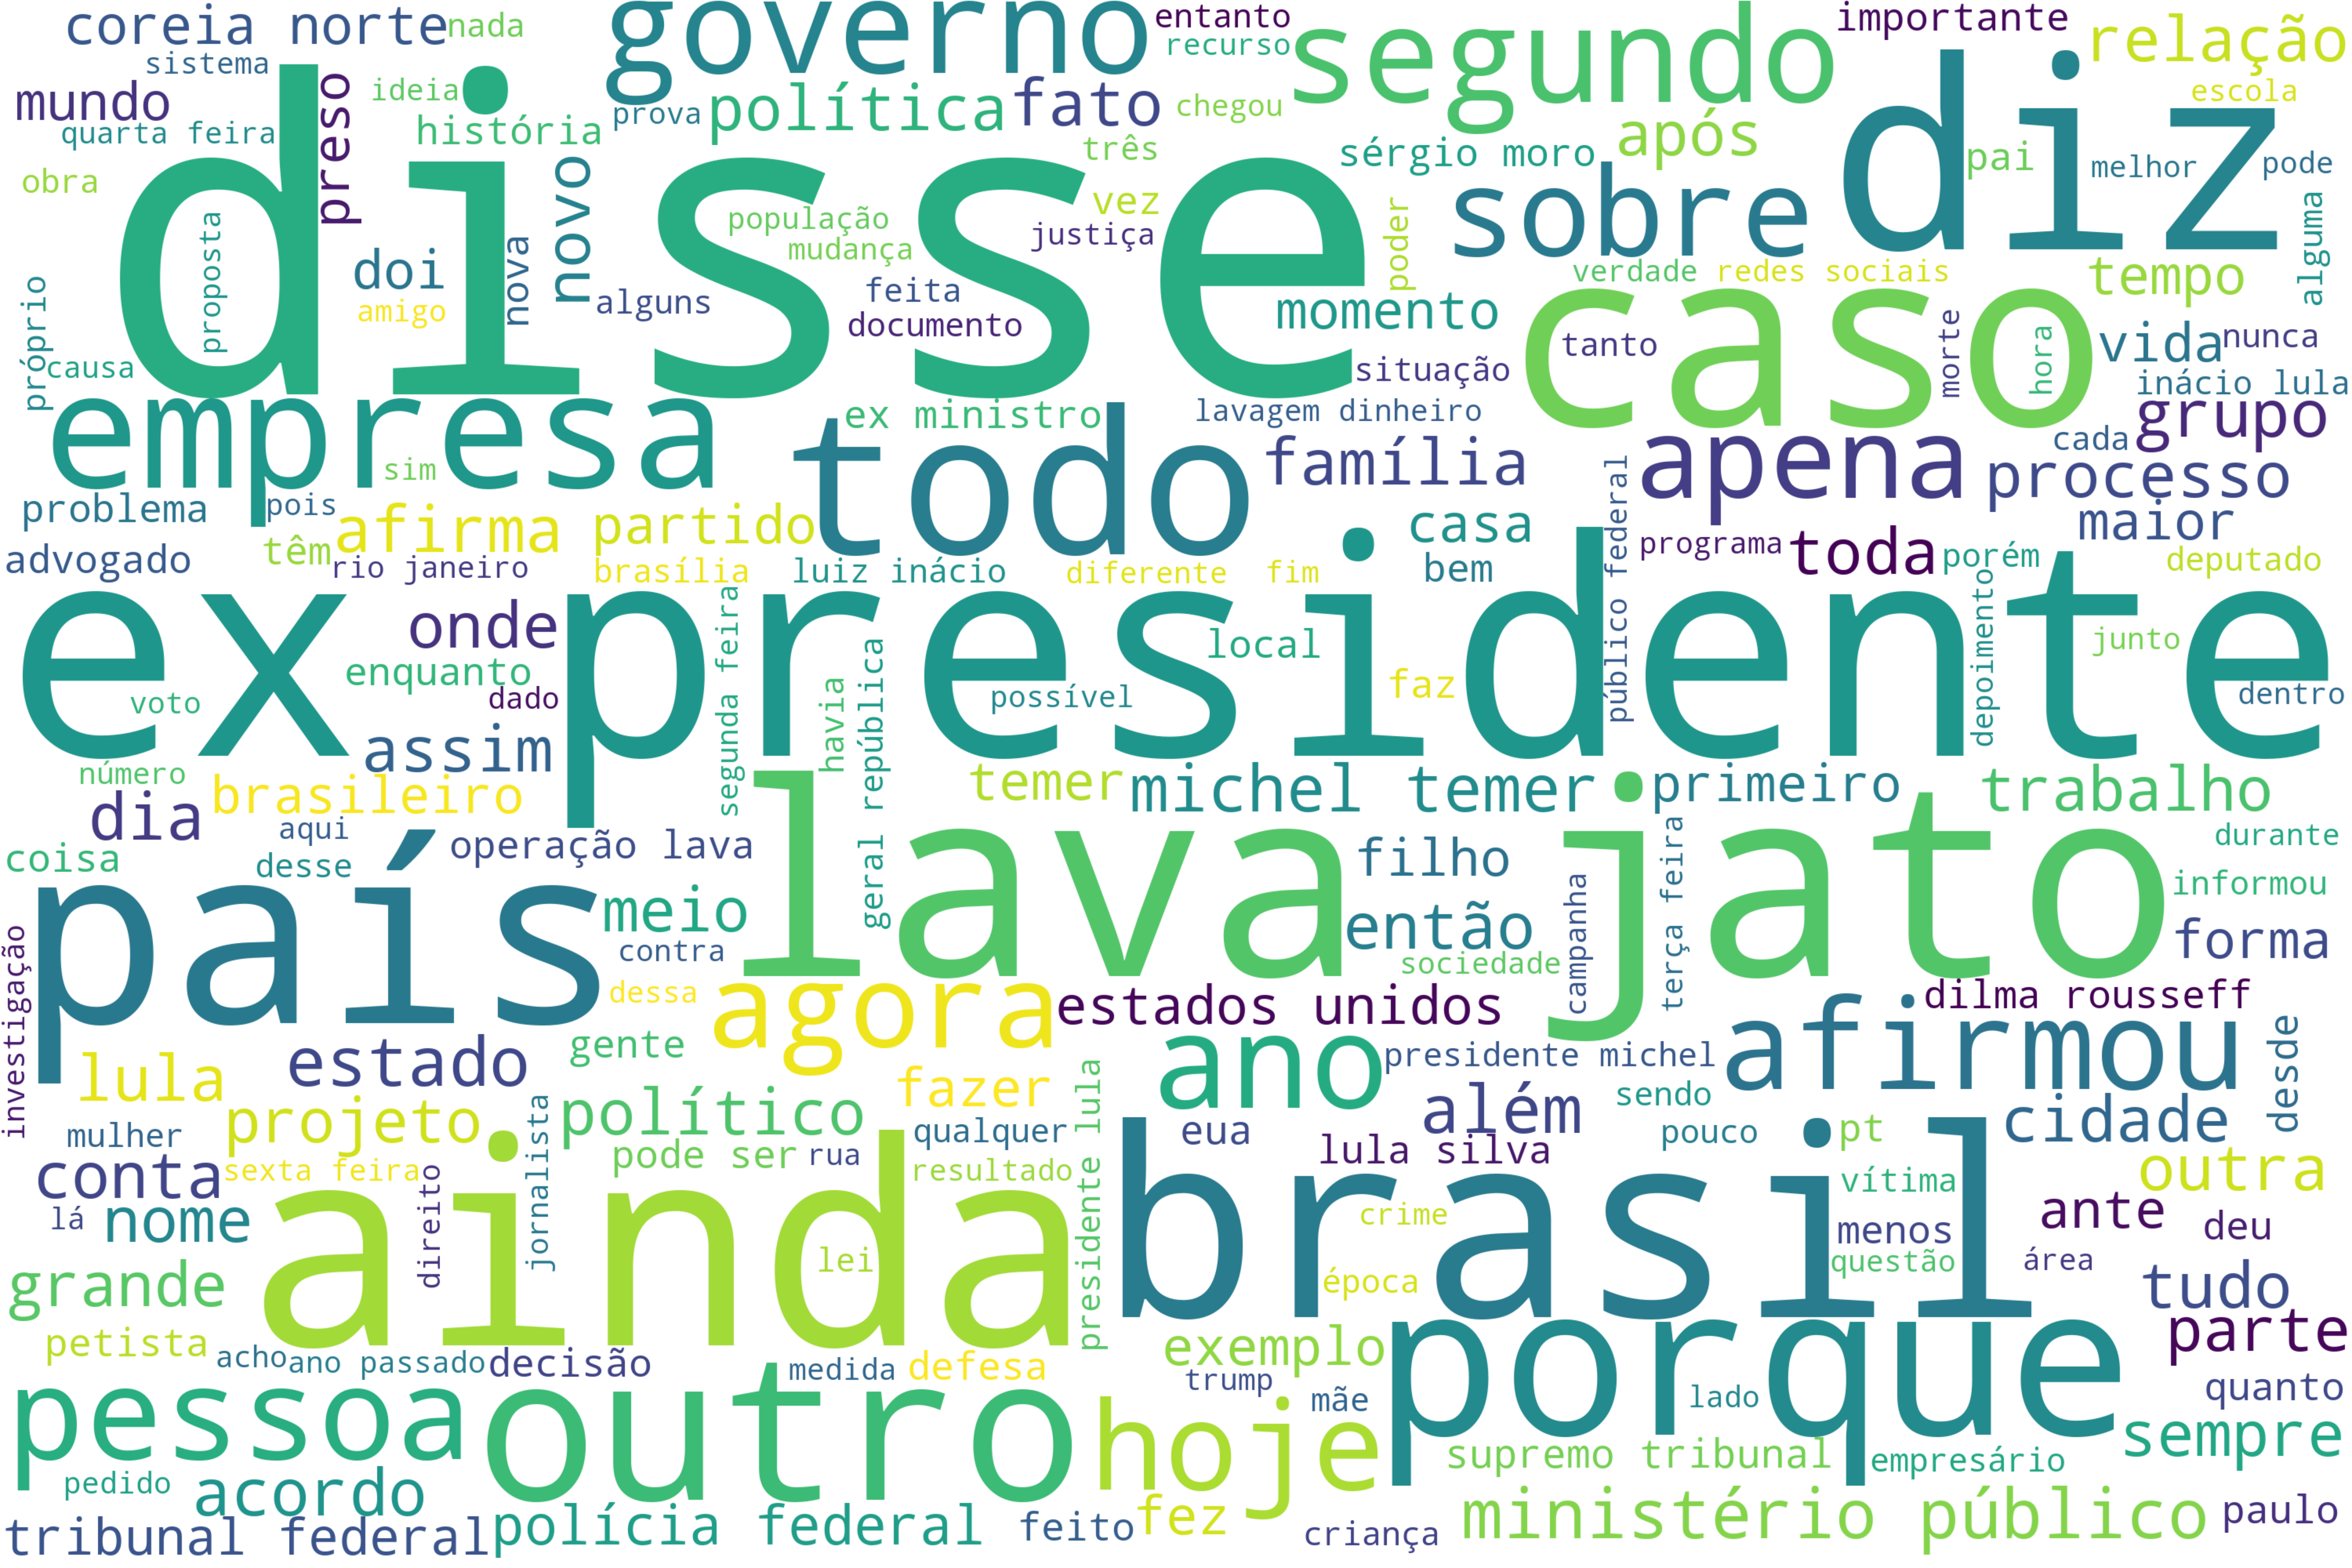 coreia norte
nada
governo
entanto
recurso
segundo
importante
relação
sistema
mundo
quarta feira
obra
preso
ideia
história
prova
política
fato
chegou
três
sérgio moro
após
diz
escola
pai
melhor
pode
disse
proposta
novo
nova
doi
amigo
alguns
população
mudança
feita
documento
vez
justiça
poder
momento
situação
sobre
verdade
redes sociais
tempo
alguma
próprio
causa
caso
tanto
morte
hora
vida
nunca
inácio lula
empresa
sim
ex ministro
lavagem dinheiro
todo
família
apena
cada
grupo
processo
maior
problema
pois
afirma
partido
advogado
têm
rio janeiro
brasília
luiz inácio
diferente
fim
casa
bem
público federal
programa
toda
porém
deputado
ex presidente
onde
enquanto
voto
dado
assim
segunda feira
havia
geral república
possível
local
faz
depoimento
junto
dentro
número
dia
brasileiro
temer
michel temer
primeiro
trabalho
aqui
coisa
desse
operação lava
filho
terça feira
durante
país
lava jato
meio
contra
dessa
então
sociedade
campanha
informou
forma
investigação
agora
estados unidos
dilma rousseff
lula
estado
gente
ano
presidente michel
afirmou
desde
projeto
político
fazer
presidente lula
além
sendo
cidade
mulher
jornalista
pode ser
rua
qualquer
eua
lula silva
pouco
pt
conta
sexta feira
direito
resultado
vítima
outra
lá
nome
ainda
lei
brasil
crime
época
menos
questão
ante
área
deu
grande
tudo
petista
acho
ano passado
decisão
medida
defesa
exemplo
trump
mãe
porque
lado
parte
quanto
pessoa
outro
hoje
supremo tribunal
empresário
sempre
pedido
acordo
tribunal federal
polícia federal
feito
fez
criança
ministério público
paulo